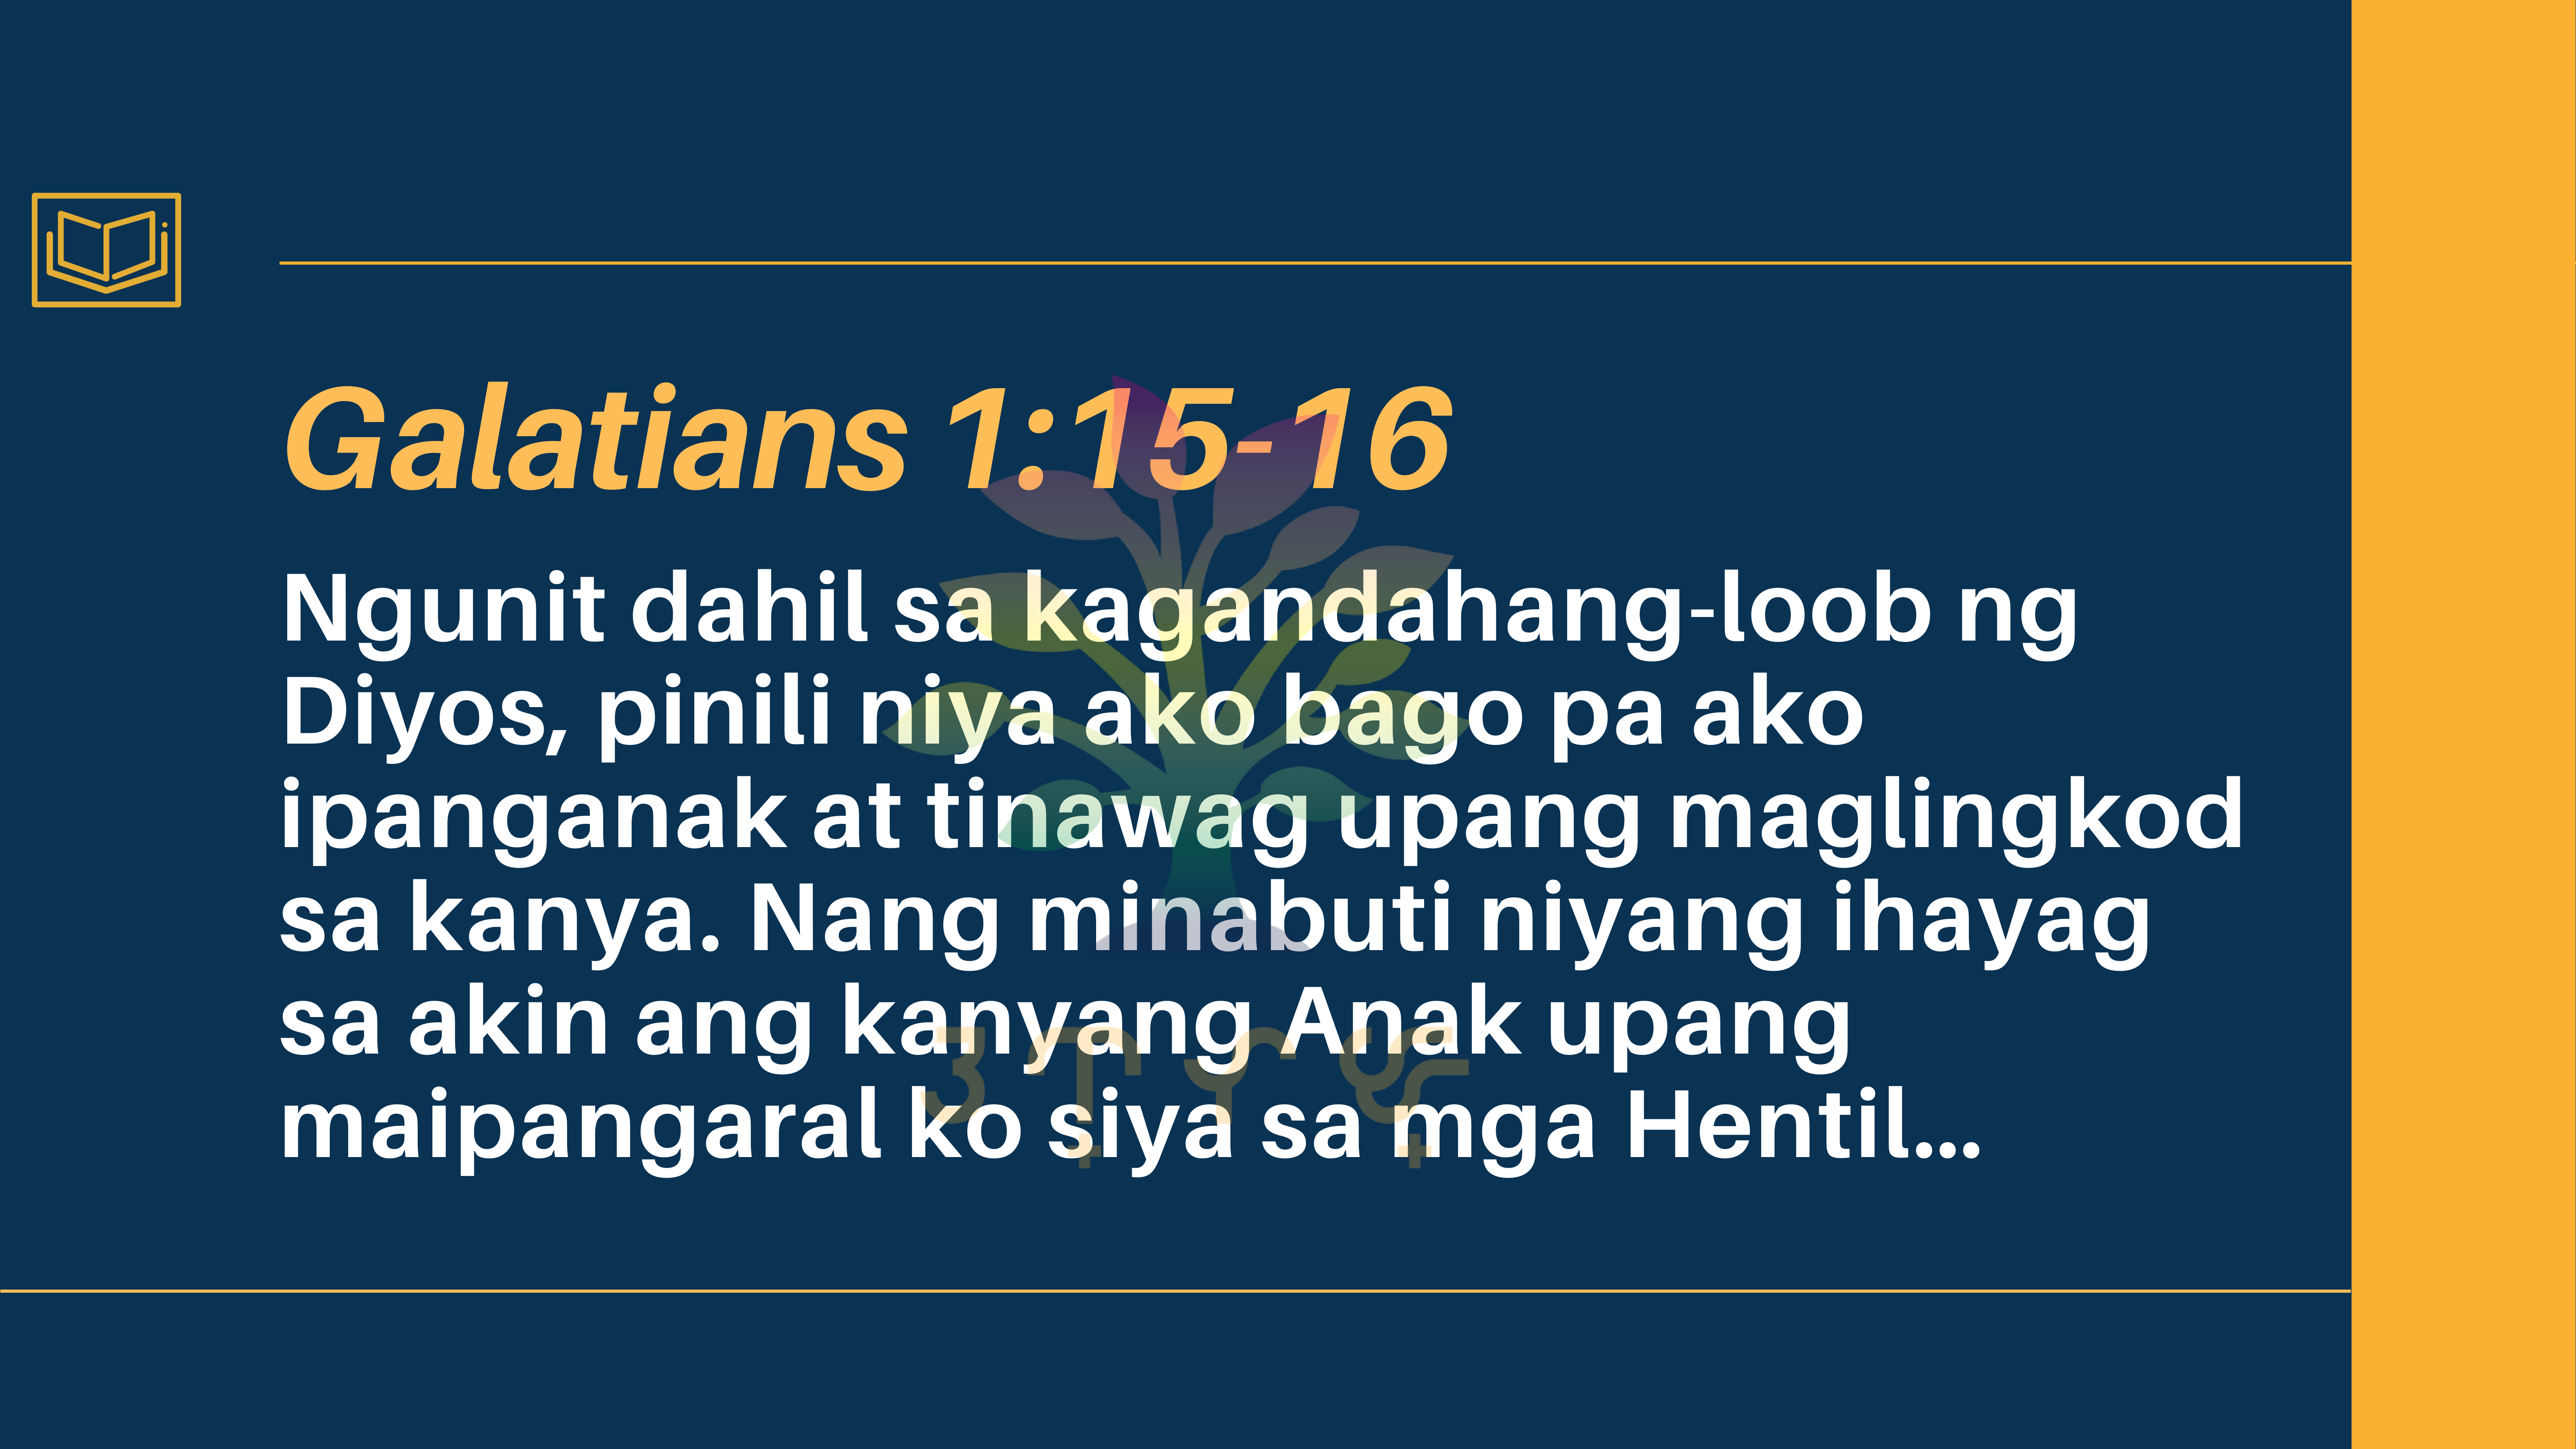 Galatians 1:15-16
Ngunit dahil sa kagandahang-loob ng
Diyos, pinili niya ako bago pa ako
ipanganak at tinawag upang maglingkod
sa kanya. Nang minabuti niyang ihayag
sa akin ang kanyang Anak upang
maipangaral ko siya sa mga Hentil...